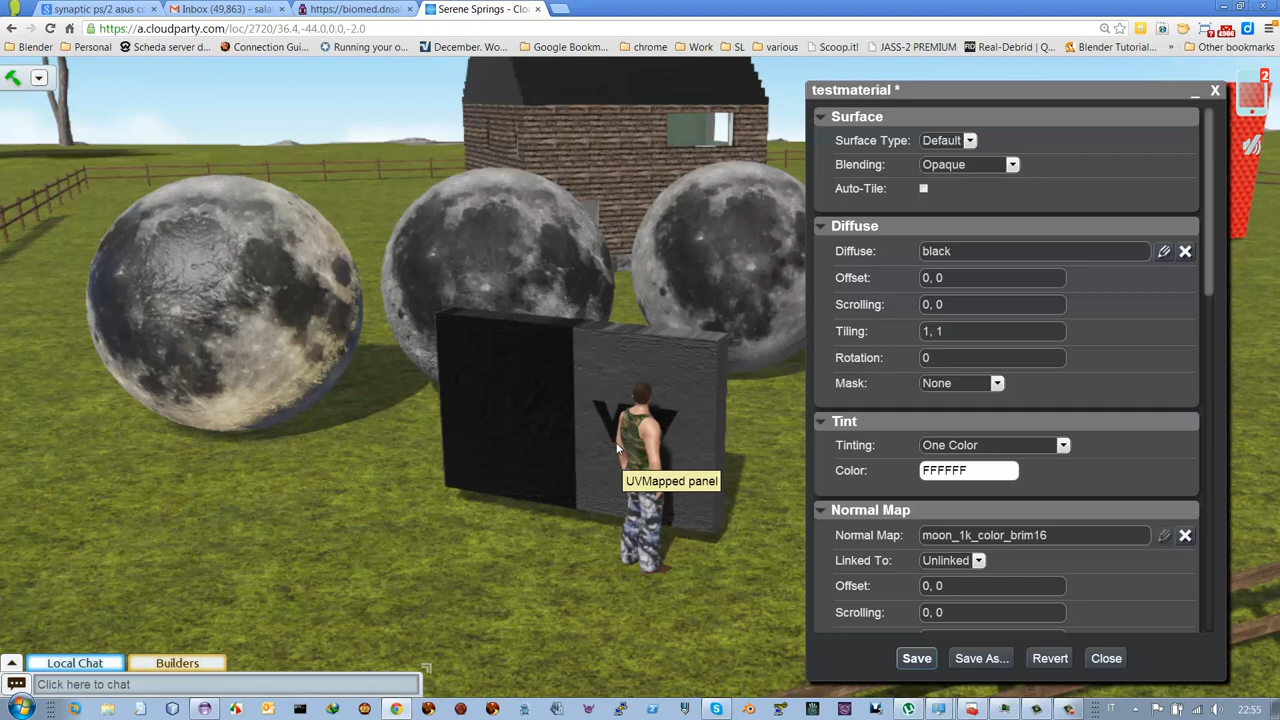 synaptic ps/2 asus co
Inbox (49,863) - sala
https://biomed.dnsal
Serene Springs - Clo
https://a.cloudparty.com/loc/2720/36.4,-44.0,0.0,-2.0
Blender
Personal
Scheda server d...
Connection Gui...
Running your o...
December. Wo...
Google Bookm...
chrome
Work
SL
various
Scoop.it!
JASS-2 PREMIUM
Real-Debrid | Q...
Blender Tutorial...
Other bookmarks
2
testmaterial *
Surface
Surface Type: Default
Blending: Opaque
Auto-Tile:
Diffuse
Diffuse: black
Offset: 0, 0
Scrolling: 0, 0
Tiling: 1, 1
Rotation: 0
Mask: None
Tint
Tinting: One Color
Color: FFFFFF
Normal Map
Normal Map: moon_1k_color_brim16
Linked To: Unlinked
Offset: 0, 0
Scrolling: 0, 0
Save
Save As...
Revert
Close
UVMapped panel
Local Chat
Builders
Click here to chat
IT
22:55